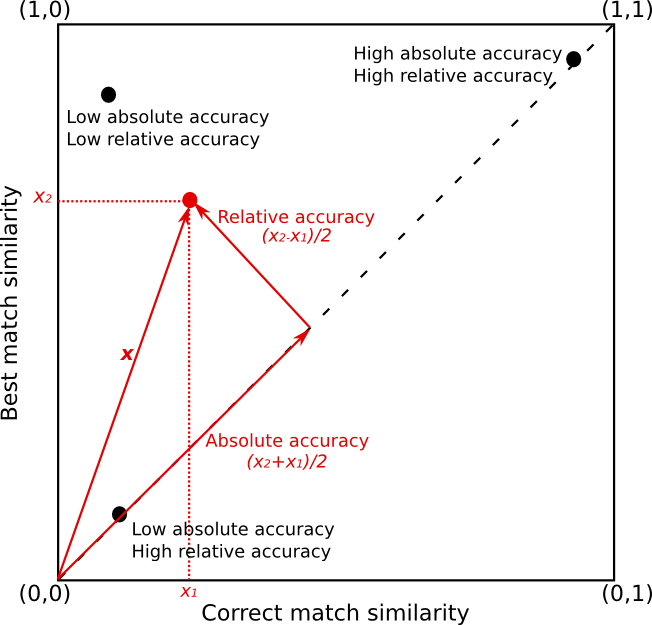 (1,0)
(1,1)
High absolute accuracy
High relative accuracy
Low absolute accuracy
Low relative accuracy
x₂
Relative accuracy
(x₂-x₁)/2
Best match similarity
x
Absolute accuracy
(x₂+x₁)/2
Low absolute accuracy
High relative accuracy
(0,0)
x₁
(0,1)
Correct match similarity